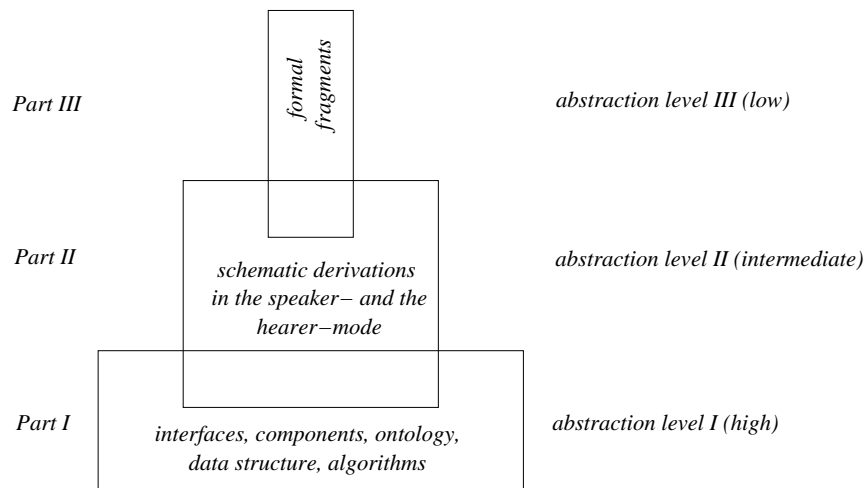 formal
fragments
Part III
abstraction level III (low)
Part II
abstraction level II (intermediate)
schematic derivations
in the speaker− and the
hearer−mode
Part I
abstraction level I (high)
interfaces, components, ontology,
data structure, algorithms